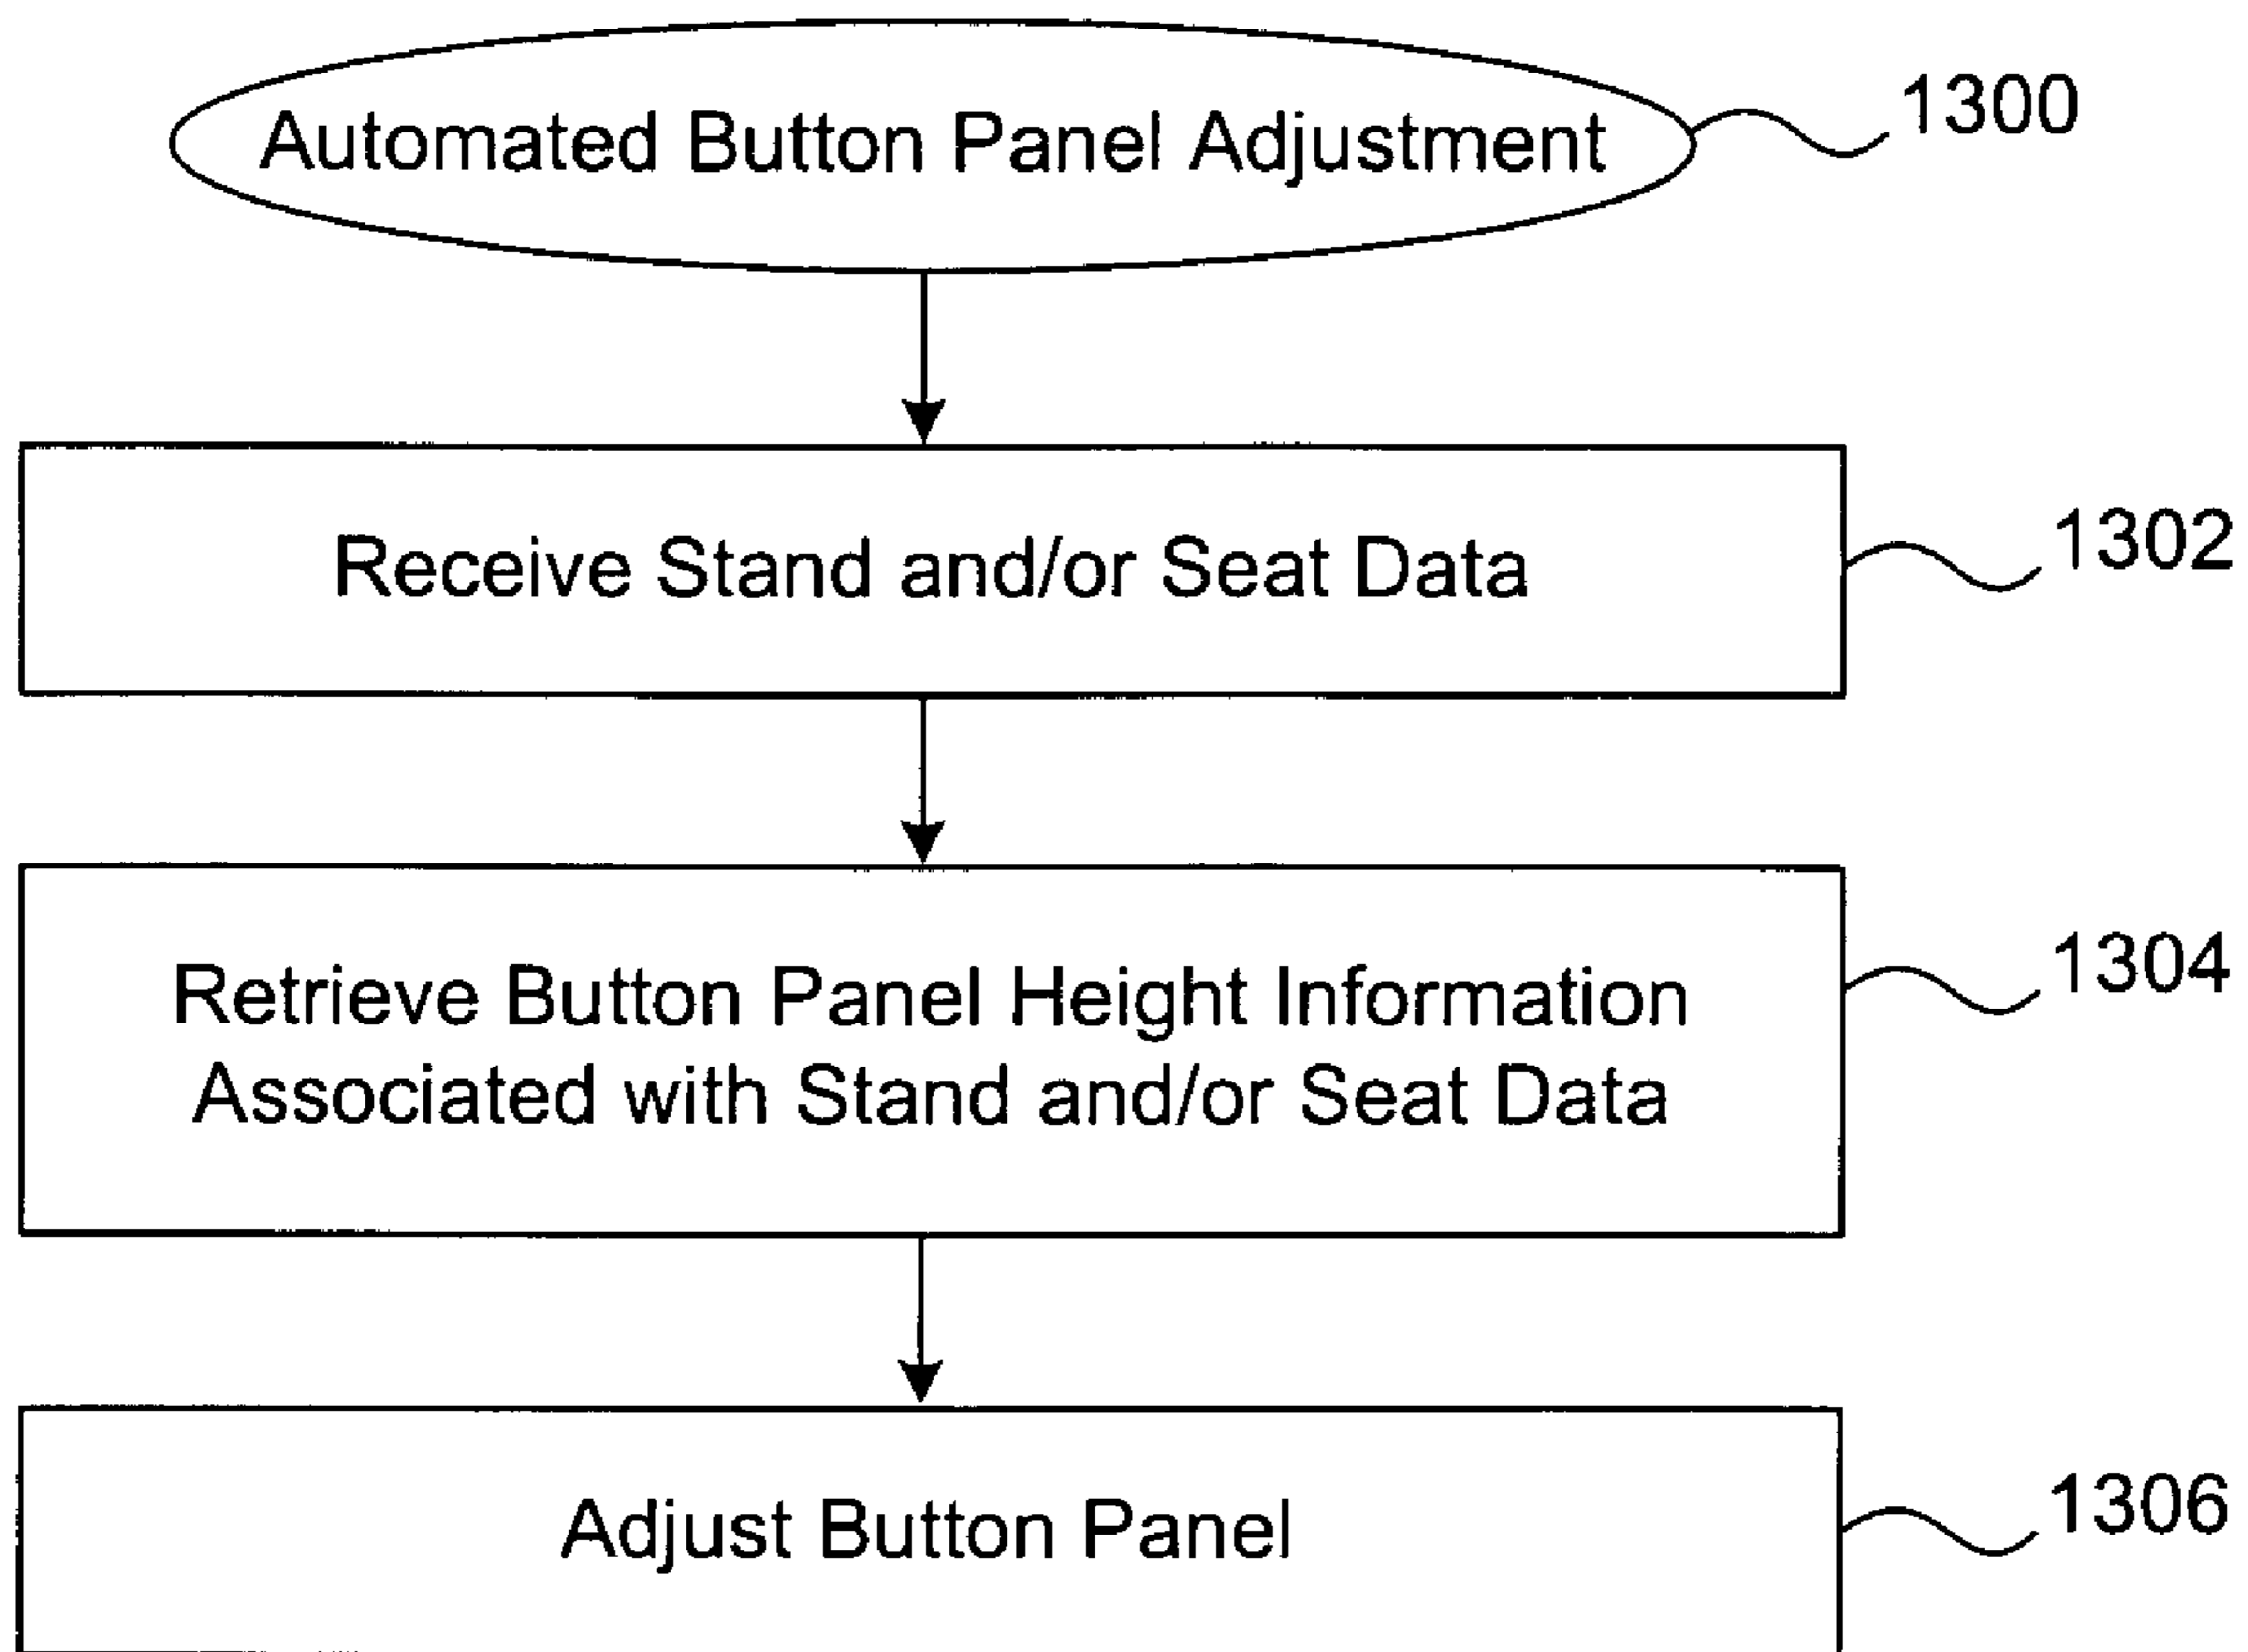 Automated Button Panel Adjustment
1300
Receive Stand and/or Seat Data
1302
Retrieve Button Panel Height Information
Associated with Stand and/or Seat Data
1304
Adjust Button Panel
1306